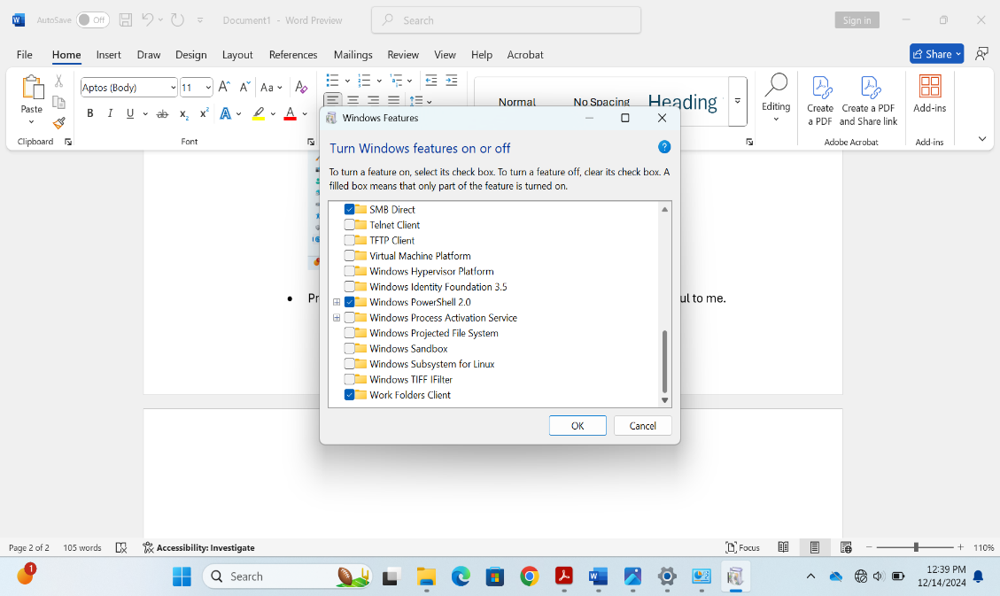 AutoSave Off Document1 - Word Preview Search Sign in
File Home Insert Draw Design Layout References Mailings Review View Help Acrobat Share
Paste Aptos (Body) 11 Aa Normal No Spacing Heading Editing Create a PDF Create a PDF and Share link Add-ins
Clipboard Font Adobe Acrobat Add-ins
Windows Features
Turn Windows features on or off
To turn a feature on, select its check box. To turn a feature off, clear its check box. A
filled box means that only part of the feature is turned on.
SMB Direct
Telnet Client
TFTP Client
Virtual Machine Platform
Windows Hypervisor Platform
Windows Identity Foundation 3.5
Windows PowerShell 2.0
Windows Process Activation Service
Windows Projected File System
Windows Sandbox
Windows Subsystem for Linux
Windows TIFF IFilter
Work Folders Client
OK Cancel
to me.
Page 2 of 2 105 words Accessibility: Investigate Focus 110%
1 Search 12:39 PM
12/14/2024